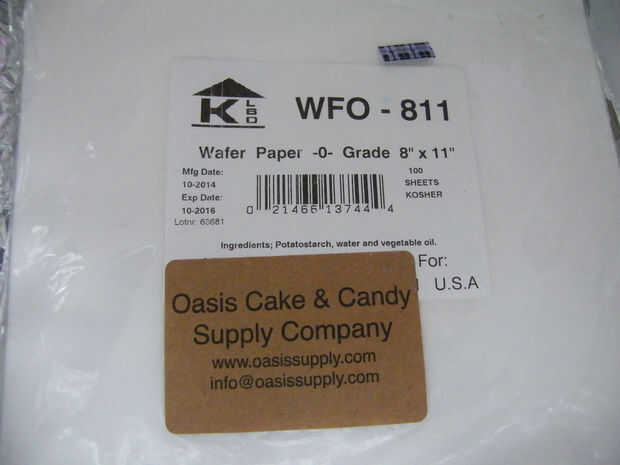 K LBD
WFO - 811
Wafer Paper -0- Grade 8" x 11"
Mfg Date:
10-2014
Exp Date:
10-2016
Lotnr: 60681
0 21466 13744 4
100
SHEETS
KOSHER
Ingredients; Potatostarch, water and vegetable oil.
For:
U.S.A
Oasis Cake & Candy
Supply Company
www.oasissupply.com
info@oasissupply.com